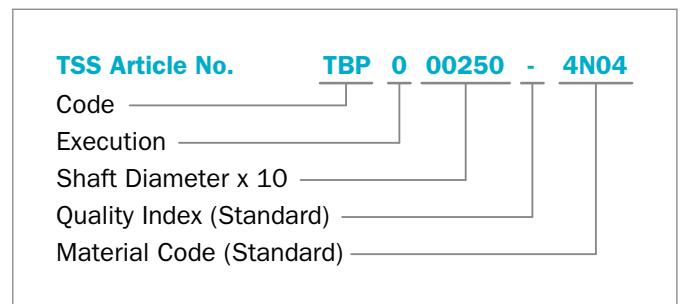 TSS Article No. TBP 0 00250 - 4N04
Code
Execution
Shaft Diameter x 10
Quality Index (Standard)
Material Code (Standard)